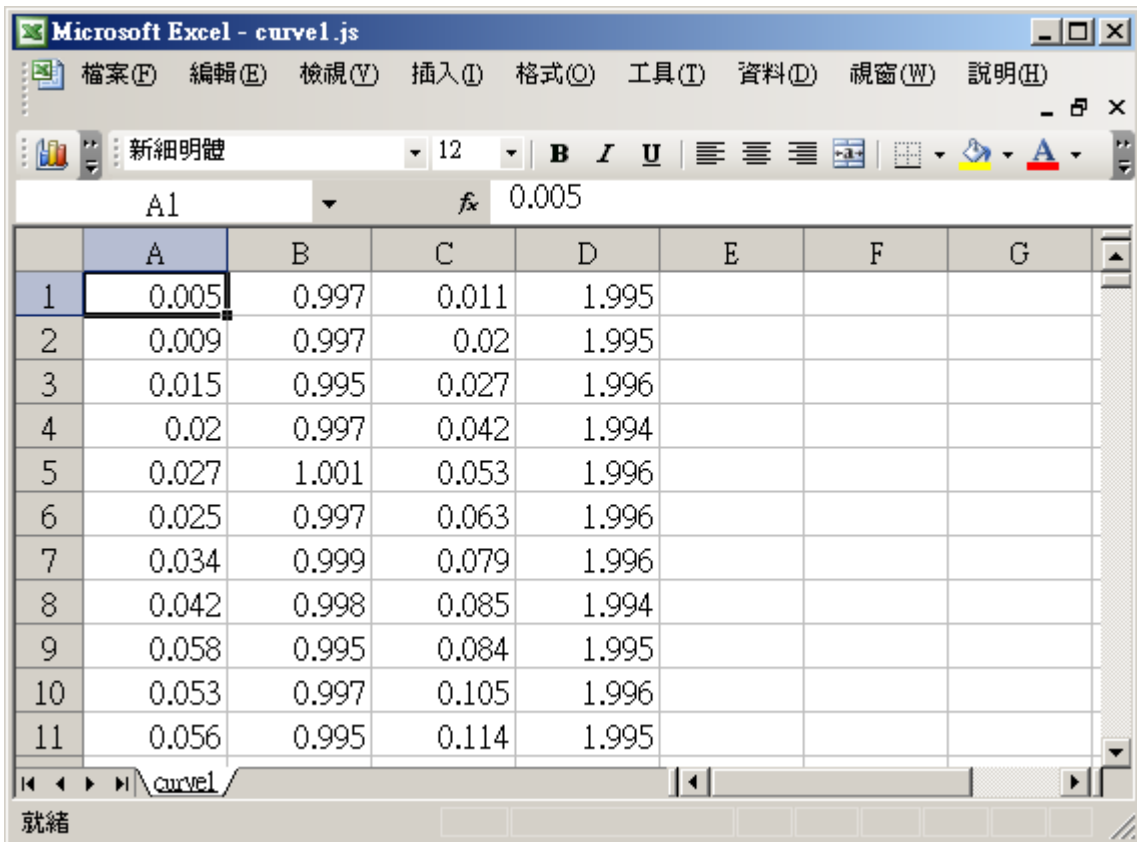 Microsoft Excel - curve1.js
檔案(F) 編輯(E) 檢視(V) 插入(I) 格式(O) 工具(T) 資料(D) 視窗(W) 說明(H)
新細明體 12 B I U A
A1 fx 0.005
A B C D E F G
1 0.005 0.997 0.011 1.995
2 0.009 0.997 0.02 1.995
3 0.015 0.995 0.027 1.996
4 0.02 0.997 0.042 1.994
5 0.027 1.001 0.053 1.996
6 0.025 0.997 0.063 1.996
7 0.034 0.999 0.079 1.996
8 0.042 0.998 0.085 1.994
9 0.058 0.995 0.084 1.995
10 0.053 0.997 0.105 1.996
11 0.056 0.995 0.114 1.995
curve1
就緒